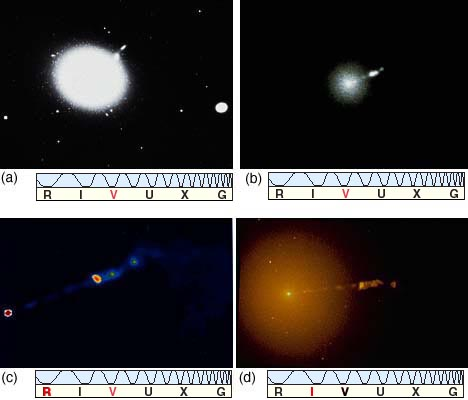 (a)
R I V U X G
(b)
R I V U X G
(c)
R I V U X G
(d)
R I V U X G